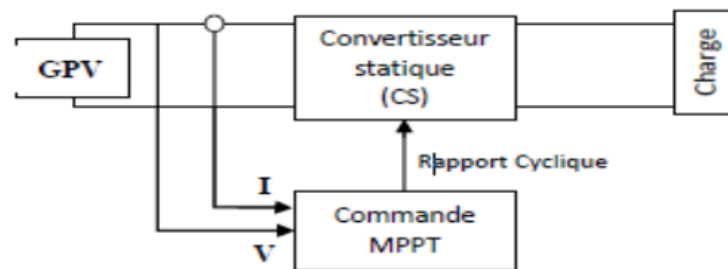 GPV
Convertisseur
statique
(CS)
Charge
Rapport Cyclique
I
V
Commande
MPPT